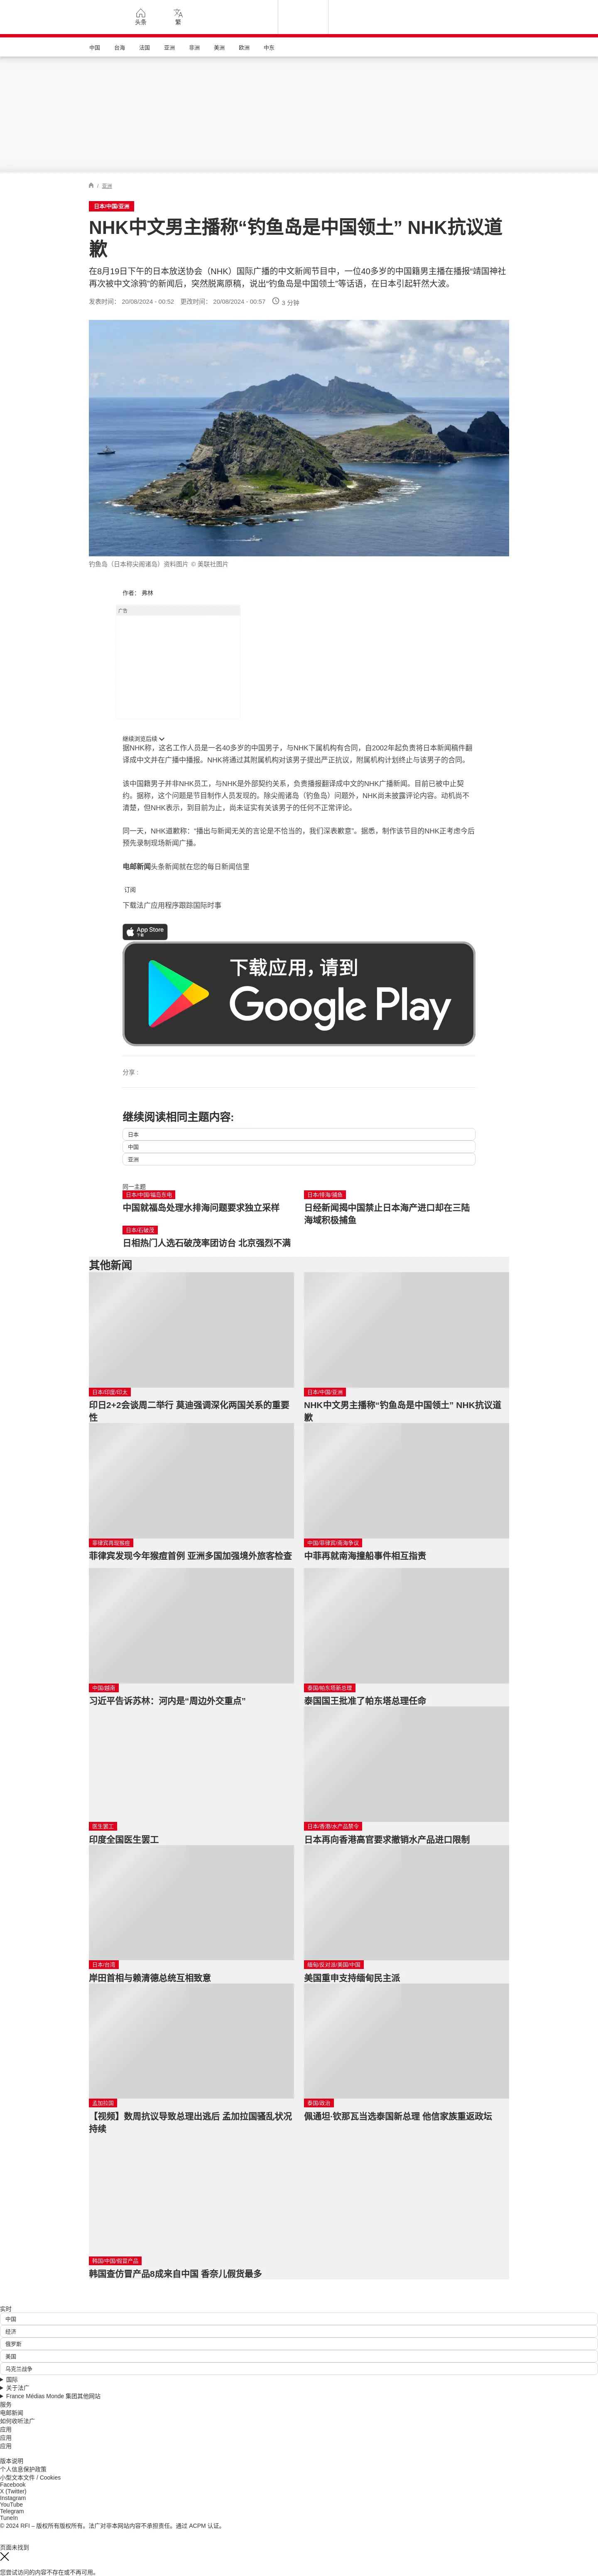 头条
繁
中国 台海 法国 亚洲 非洲 美洲 欧洲 中东
/ 亚洲
日本/中国/亚洲
NHK中文男主播称“钓鱼岛是中国领土” NHK抗议道
歉
在8月19日下午的日本放送协会（NHK）国际广播的中文新闻节目中，一位40多岁的中国籍男主播在播报“靖国神社
再次被中文涂鸦”的新闻后，突然脱离原稿，说出“钓鱼岛是中国领土”等话语，在日本引起轩然大波。
发表时间： 20/08/2024 - 00:52 更改时间： 20/08/2024 - 00:57 3 分钟
钓鱼岛（日本称尖阁诸岛）资料图片 © 美联社图片
作者： 弗林
广告
继续浏览后续
据NHK称，这名工作人员是一名40多岁的中国男子，与NHK下属机构有合同，自2002年起负责将日本新闻稿件翻
译成中文并在广播中播报。NHK将通过其附属机构对该男子提出严正抗议，附属机构计划终止与该男子的合同。
该中国籍男子并非NHK员工，与NHK是外部契约关系，负责播报翻译成中文的NHK广播新闻。目前已被中止契
约。据称，这个问题是节目制作人员发现的。除尖阁诸岛（钓鱼岛）问题外，NHK尚未披露评论内容。动机尚不
清楚，但NHK表示，到目前为止，尚未证实有关该男子的任何不正常评论。
同一天，NHK道歉称：“播出与新闻无关的言论是不恰当的，我们深表歉意”。据悉，制作该节目的NHK正考虑今后
预先录制现场新闻广播。
电邮新闻头条新闻就在您的每日新闻信里
订阅
下载法广应用程序跟踪国际时事
App Store
下载
下载应用，请到
Google Play
分享 :
继续阅读相同主题内容:
日本
中国
亚洲
同一主题
日本/中国/福岛东电
中国就福岛处理水排海问题要求独立采样
日本/排海/捕鱼
日经新闻揭中国禁止日本海产进口却在三陆
海域积极捕鱼
日本/石破茂
日相热门人选石破茂率团访台 北京强烈不满
其他新闻
日本/印度/印太
印日2+2会谈周二举行 莫迪强调深化两国关系的重要
性
日本/中国/亚洲
NHK中文男主播称“钓鱼岛是中国领土” NHK抗议道
歉
菲律宾再现猴痘
菲律宾发现今年猴痘首例 亚洲多国加强境外旅客检查
中国/菲律宾/南海争议
中菲再就南海撞船事件相互指责
中国/越南
习近平告诉苏林：河内是“周边外交重点”
泰国/帕东塔新总理
泰国国王批准了帕东塔总理任命
医生罢工
印度全国医生罢工
日本/香港/水产品禁令
日本再向香港高官要求撤销水产品进口限制
日本/台湾
岸田首相与赖清德总统互相致意
缅甸/反对派/美国/中国
美国重申支持缅甸民主派
孟加拉国
【视频】数周抗议导致总理出逃后 孟加拉国骚乱状况
持续
泰国/政治
佩通坦·钦那瓦当选泰国新总理 他信家族重返政坛
韩国/中国/假冒产品
韩国查仿冒产品8成来自中国 香奈儿假货最多
实时
中国
经济
俄罗斯
美国
乌克兰战争
国际
关于法广
France Médias Monde 集团其他网站
服务
电邮新闻
如何收听法广
应用
应用
应用
版本说明
个人信息保护政策
小型文本文件 / Cookies
Facebook
X (Twitter)
Instagram
YouTube
Telegram
TuneIn
© 2024 RFI – 版权所有版权所有。法广对非本网站内容不承担责任。通过 ACPM 认证。
页面未找到
您尝试访问的内容不存在或不再可用。